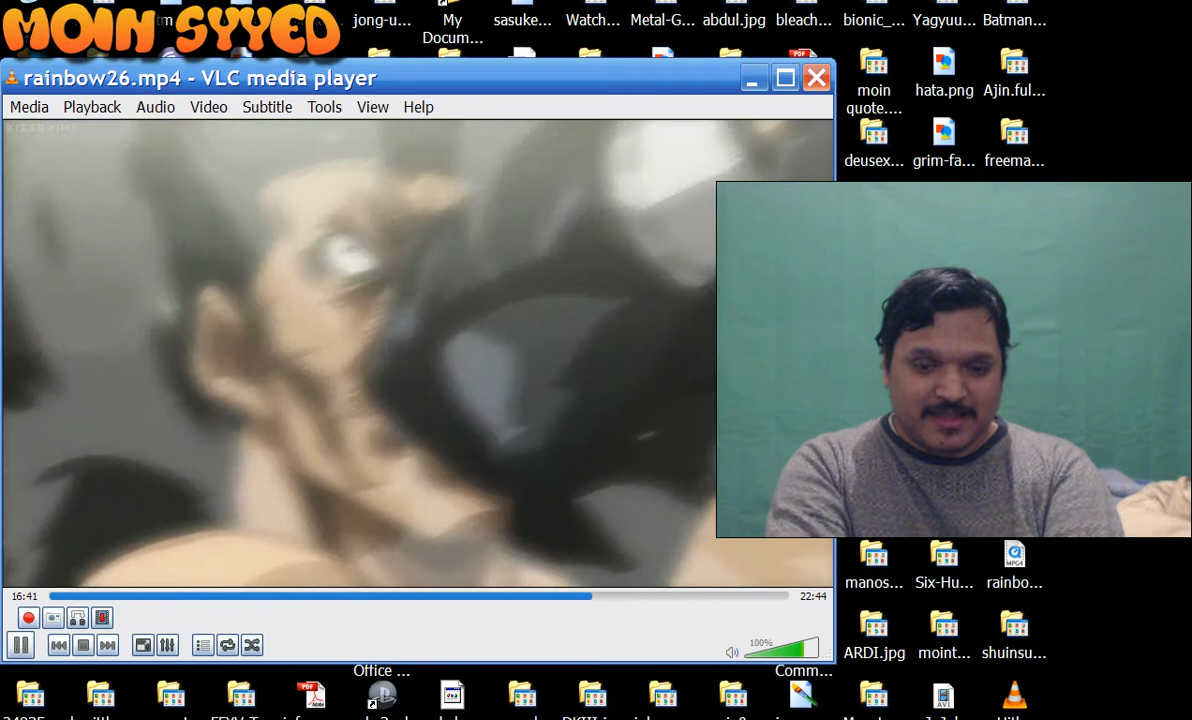 MOIN SYYED
jong-u...
My Docum...
sasuke...
Watch...
Metal-G...
abdul.jpg
bleach...
bionic_...
Yagyuu...
Batman...
rainbow26.mp4 - VLC media player
Media Playback Audio Video Subtitle Tools View Help
moin quote....
hata.png
Ajin.ful...
deusex...
grim-fa...
freema...
16:41
22:44
100%
manos...
Six-Hu...
rainbo...
ARDI.jpg
moint...
shuinsu...
Office ...
Comm...